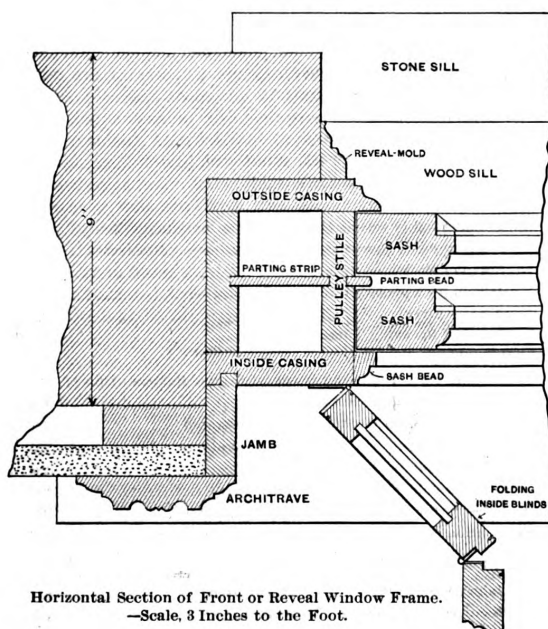 STONE SILL
REVEAL-MOLD
WOOD SILL
OUTSIDE CASING
9"
SASH
PARTING STRIP
PULLEY STILE
PARTING BEAD
SASH
INSIDE CASING
SASH BEAD
JAMB
ARCHITRAVE
FOLDING
INSIDE BLINDS
Horizontal Section of Front or Reveal Window Frame.
—Scale, 3 Inches to the Foot.